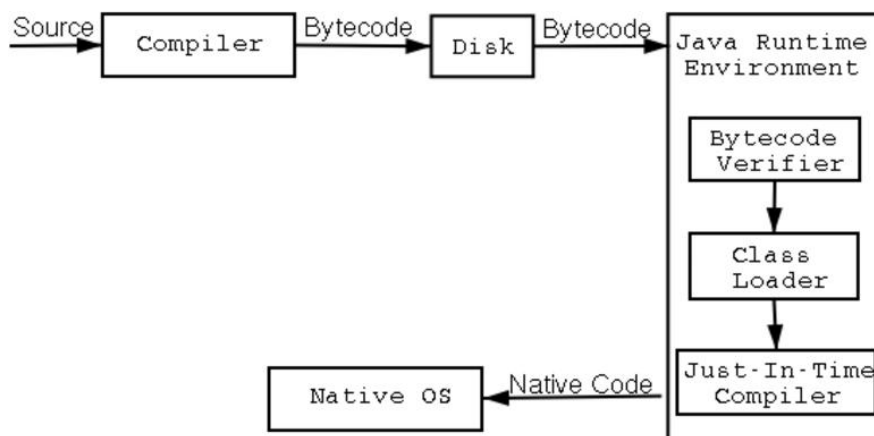 Source
Compiler
Bytecode
Disk
Bytecode
Java Runtime
Environment
Bytecode
Verifier
Class
Loader
Just-In-Time
Compiler
Native Code
Native OS